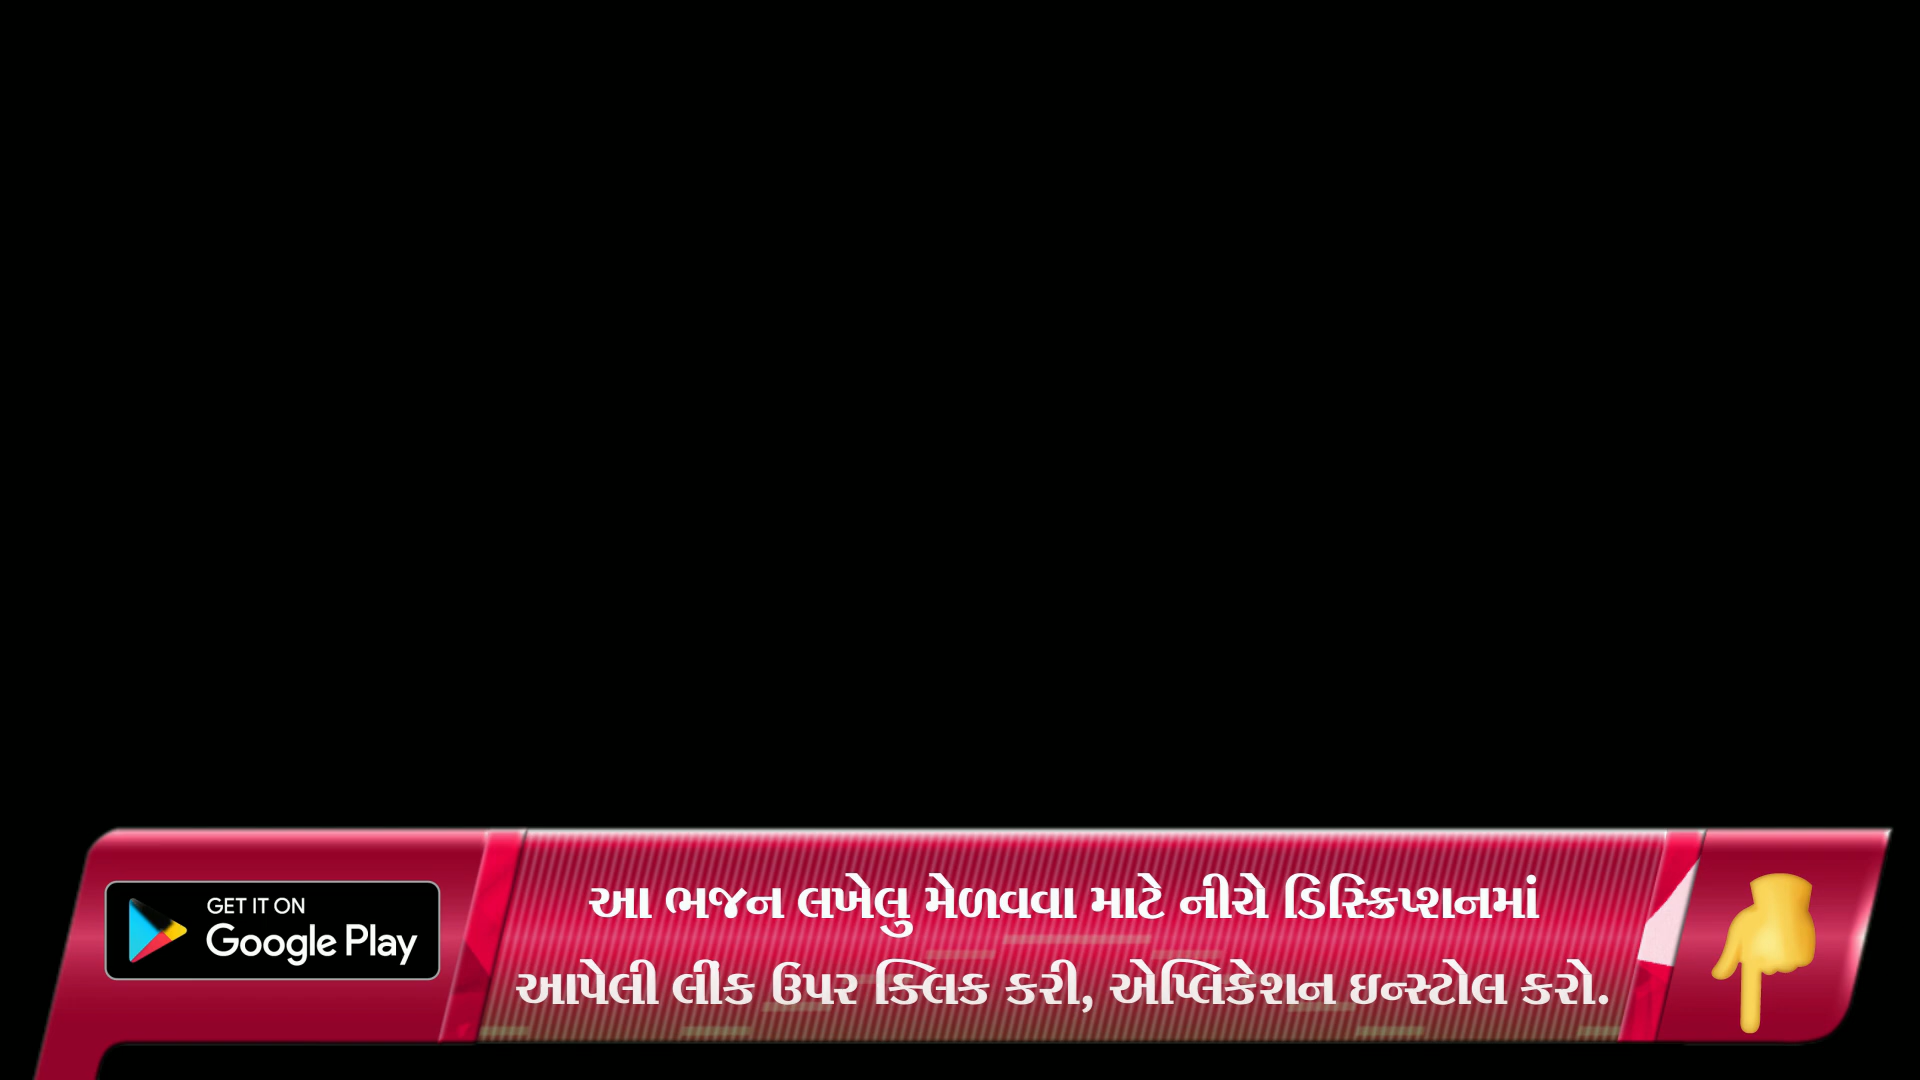 GET IT ON
Google Play
આ ભજન લખેલુ મેળવવા માટે નીચે ડિસ્ક્રિપ્શનમાં
આપેલી લીંક ઉપર ક્લિક કરી, એપ્લિકેશન ઇન્સ્ટોલ કરો.